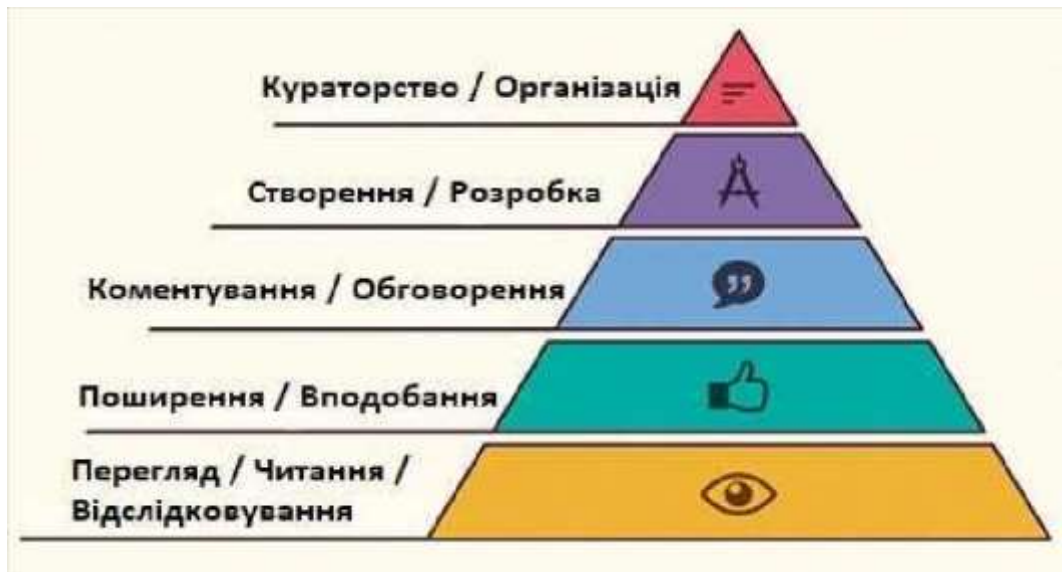 Кураторство / Організація
Створення / Розробка
Коментування / Обговорення
Поширення / Вподобання
Перегляд / Читання /
Відслідковування